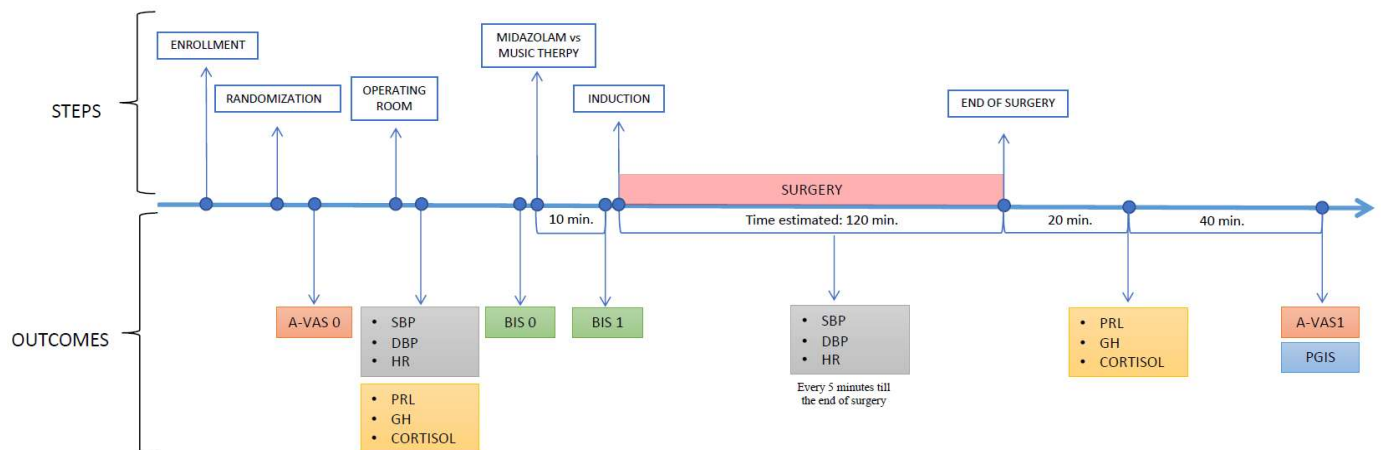 STEPS
ENROLLMENT
RANDOMIZATION
OPERATING
ROOM
MIDAZOLAM vs
MUSIC THERPY
INDUCTION
END OF SURGERY
SURGERY
10 min.
Time estimated: 120 min.
20 min.
40 min.
OUTCOMES
A-VAS 0
• SBP
• DBP
• HR
• PRL
• GH
• CORTISOL
BIS 0
BIS 1
• SBP
• DBP
• HR
Every 5 minutes till
the end of surgery
• PRL
• GH
• CORTISOL
A-VAS1
PGIS